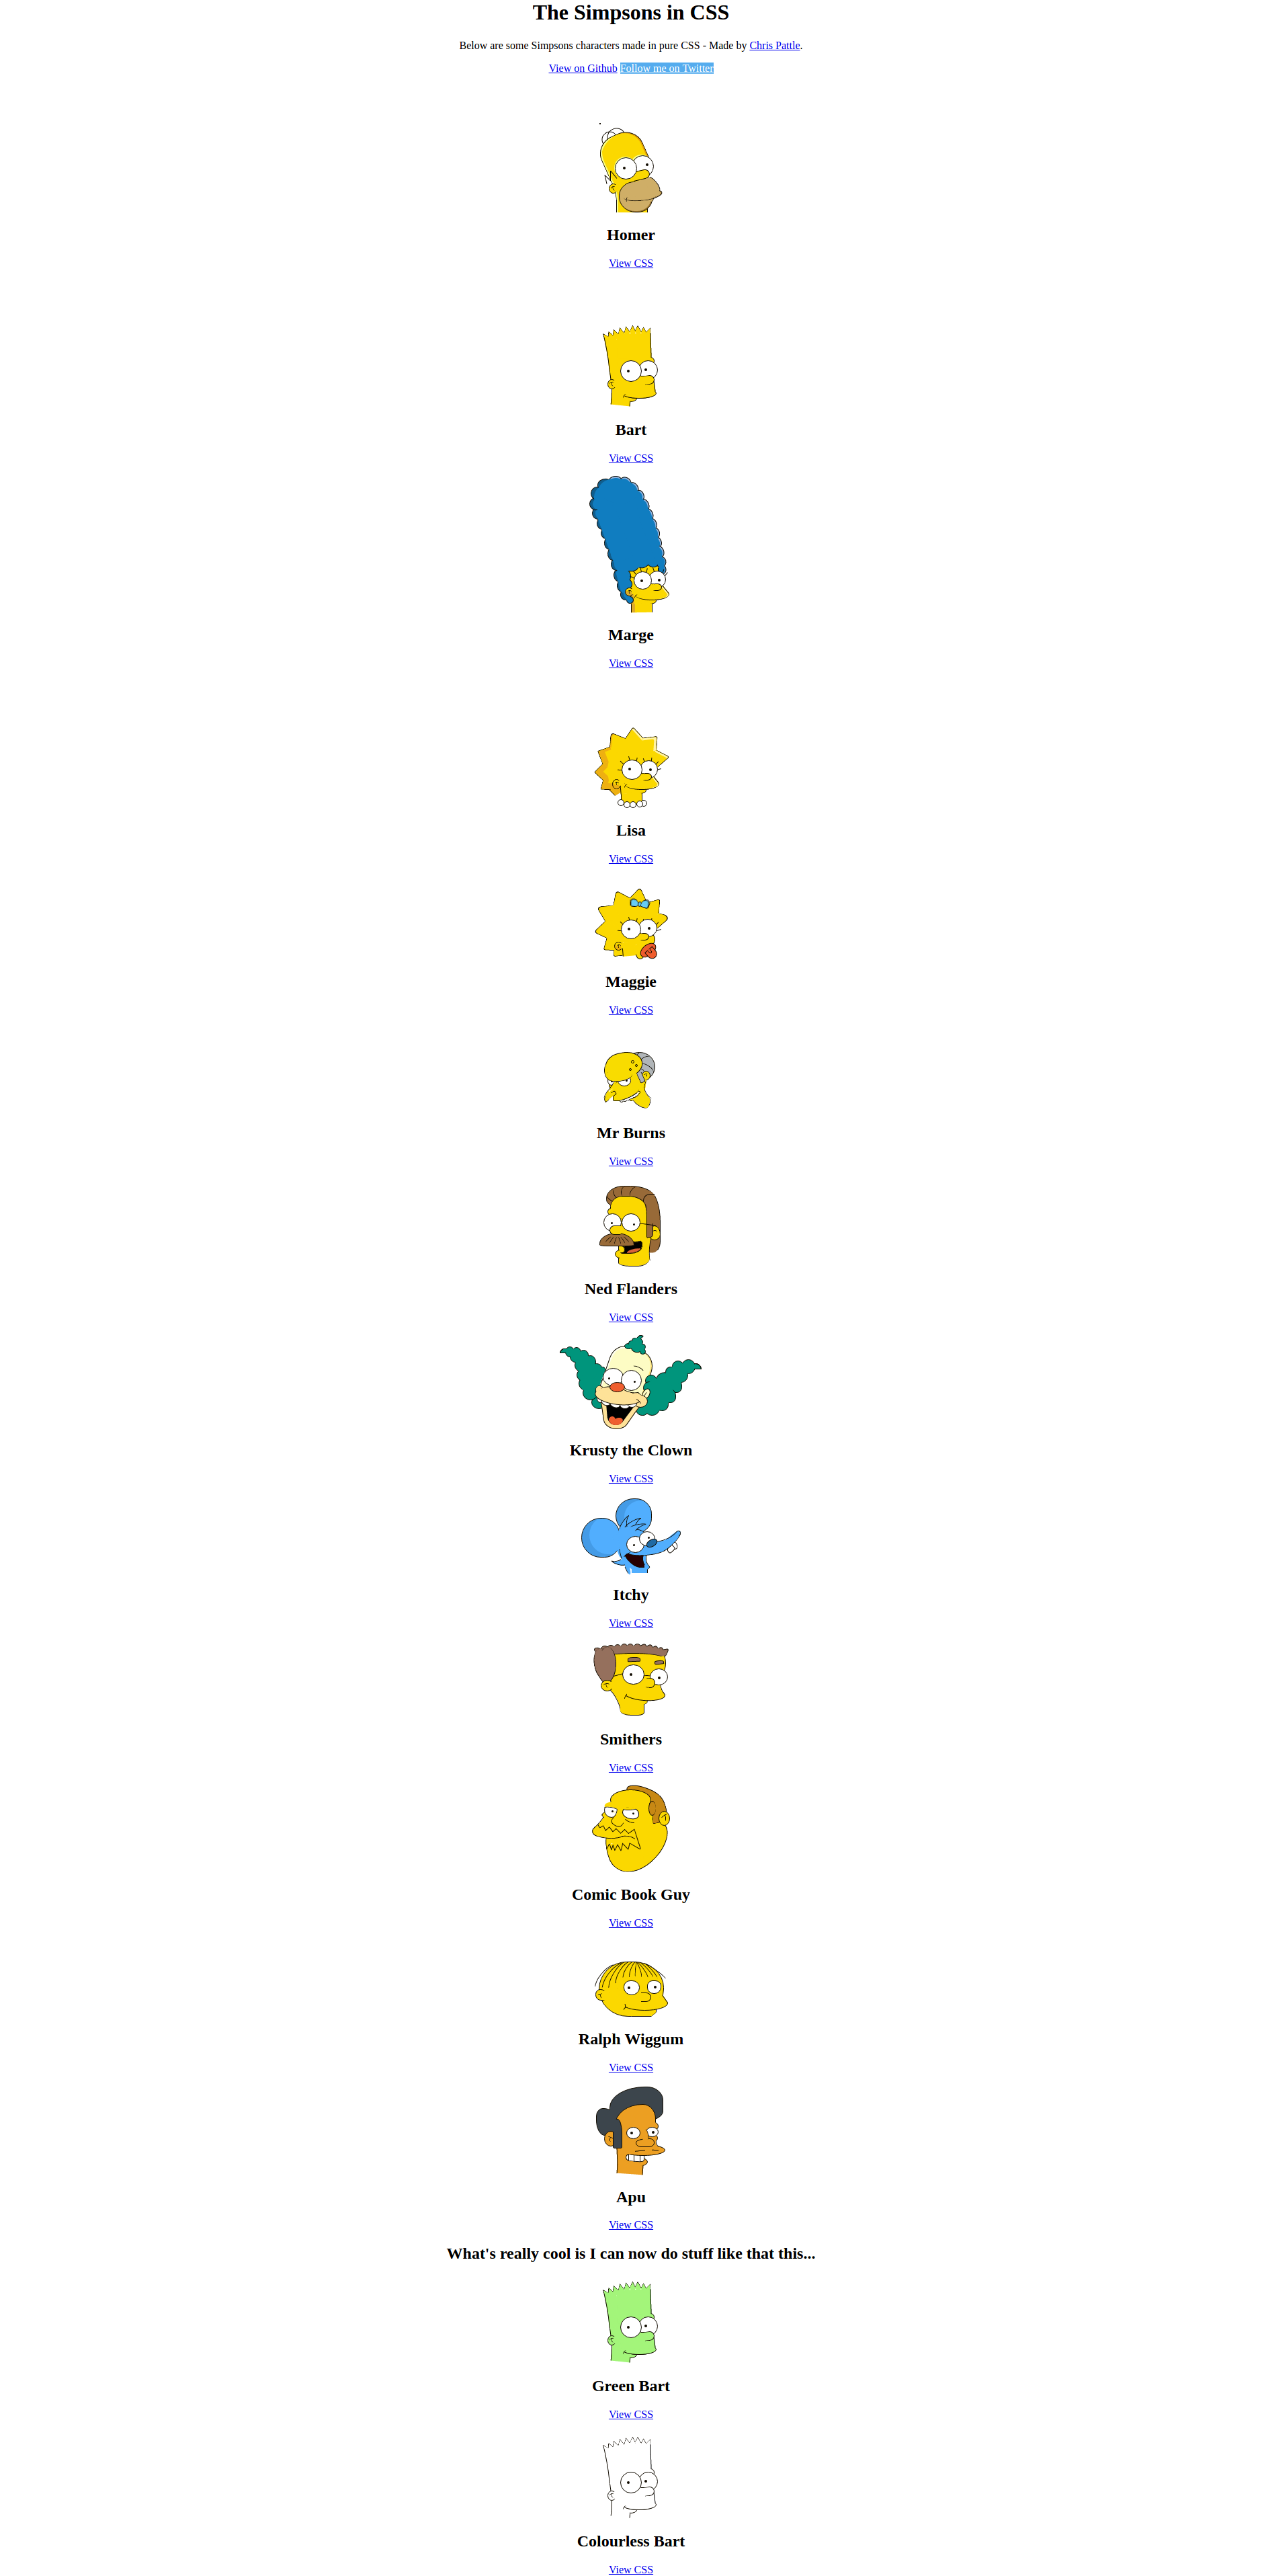 The Simpsons in CSS
Below are some Simpsons characters made in pure CSS - Made by Chris Pattle.
View on Github Follow me on Twitter
Homer
View CSS
Bart
View CSS
Marge
View CSS
Lisa
View CSS
Maggie
View CSS
Mr Burns
View CSS
Ned Flanders
View CSS
Krusty the Clown
View CSS
Itchy
View CSS
Smithers
View CSS
Comic Book Guy
View CSS
Ralph Wiggum
View CSS
Apu
View CSS
What's really cool is I can now do stuff like that this...
Green Bart
View CSS
Colourless Bart
View CSS